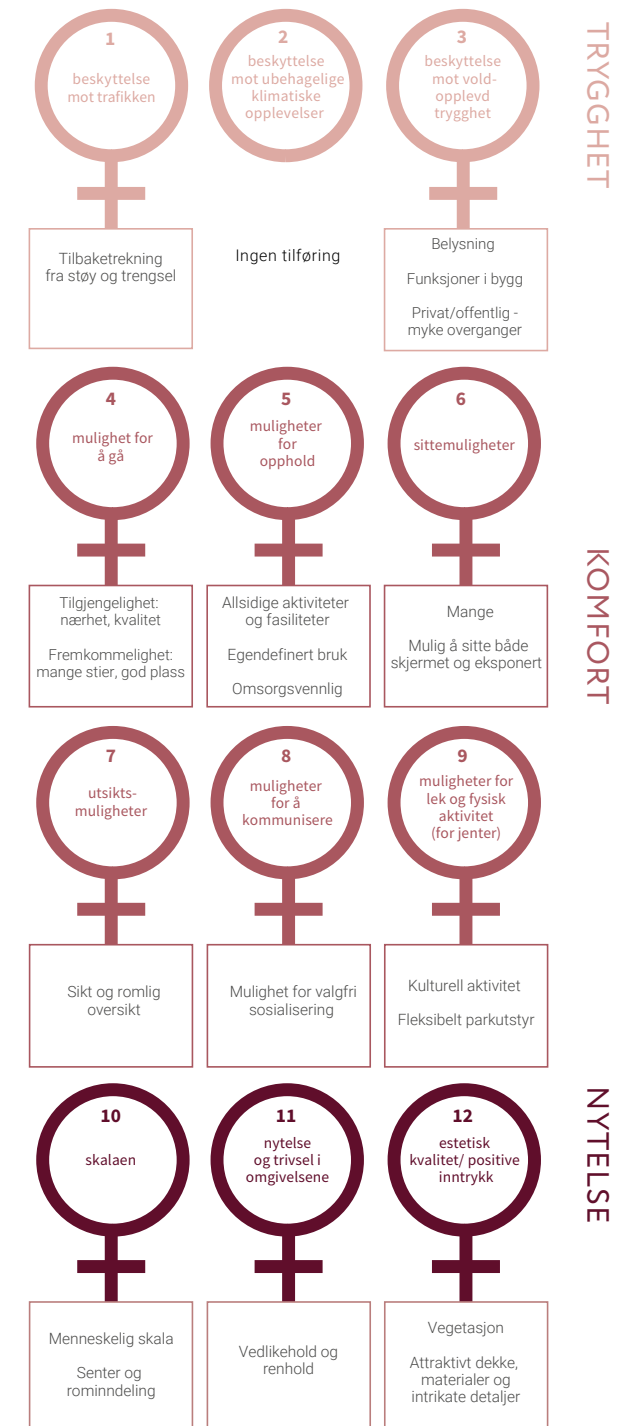 TRYGGHET
1
beskyttelse
mot trafikken
2
beskyttelse
mot ubehagelige
klimatiske
opplevelser
3
beskyttelse
mot vold-
opplevd
trygghet
Tilbaketrekning
fra støy og trengsel
Ingen tilføring
Belysning
Funksjoner i bygg
Privat/offentlig -
myke overganger
KOMFORT
4
mulighet for
å gå
5
muligheter
for
opphold
6
sittemuligheter
Tilgjengelighet:
nærhet, kvalitet
Fremkommelighet:
mange stier, god plass
Allsidige aktiviteter
og fasiliteter
Egendefinert bruk
Omsorgsvennlig
Mange
Mulig å sitte både
skjermet og eksponert
7
utsikts-
muligheter
8
muligheter
for å
kommunisere
9
muligheter for
lek og fysisk
aktivitet
(for jenter)
Sikt og romlig
oversikt
Mulighet for valgfri
sosialisering
Kulturell aktivitet
Fleksibelt parkutstyr
NYTELSE
10
skalaen
11
nytelse
og trivsel i
omgivelsene
12
estetisk
kvalitet/ positive
inntrykk
Menneskelig skala
Senter og
rominndeling
Vedlikehold og
renhold
Vegetasjon
Attraktivt dekke,
materialer og
intrikate detaljer